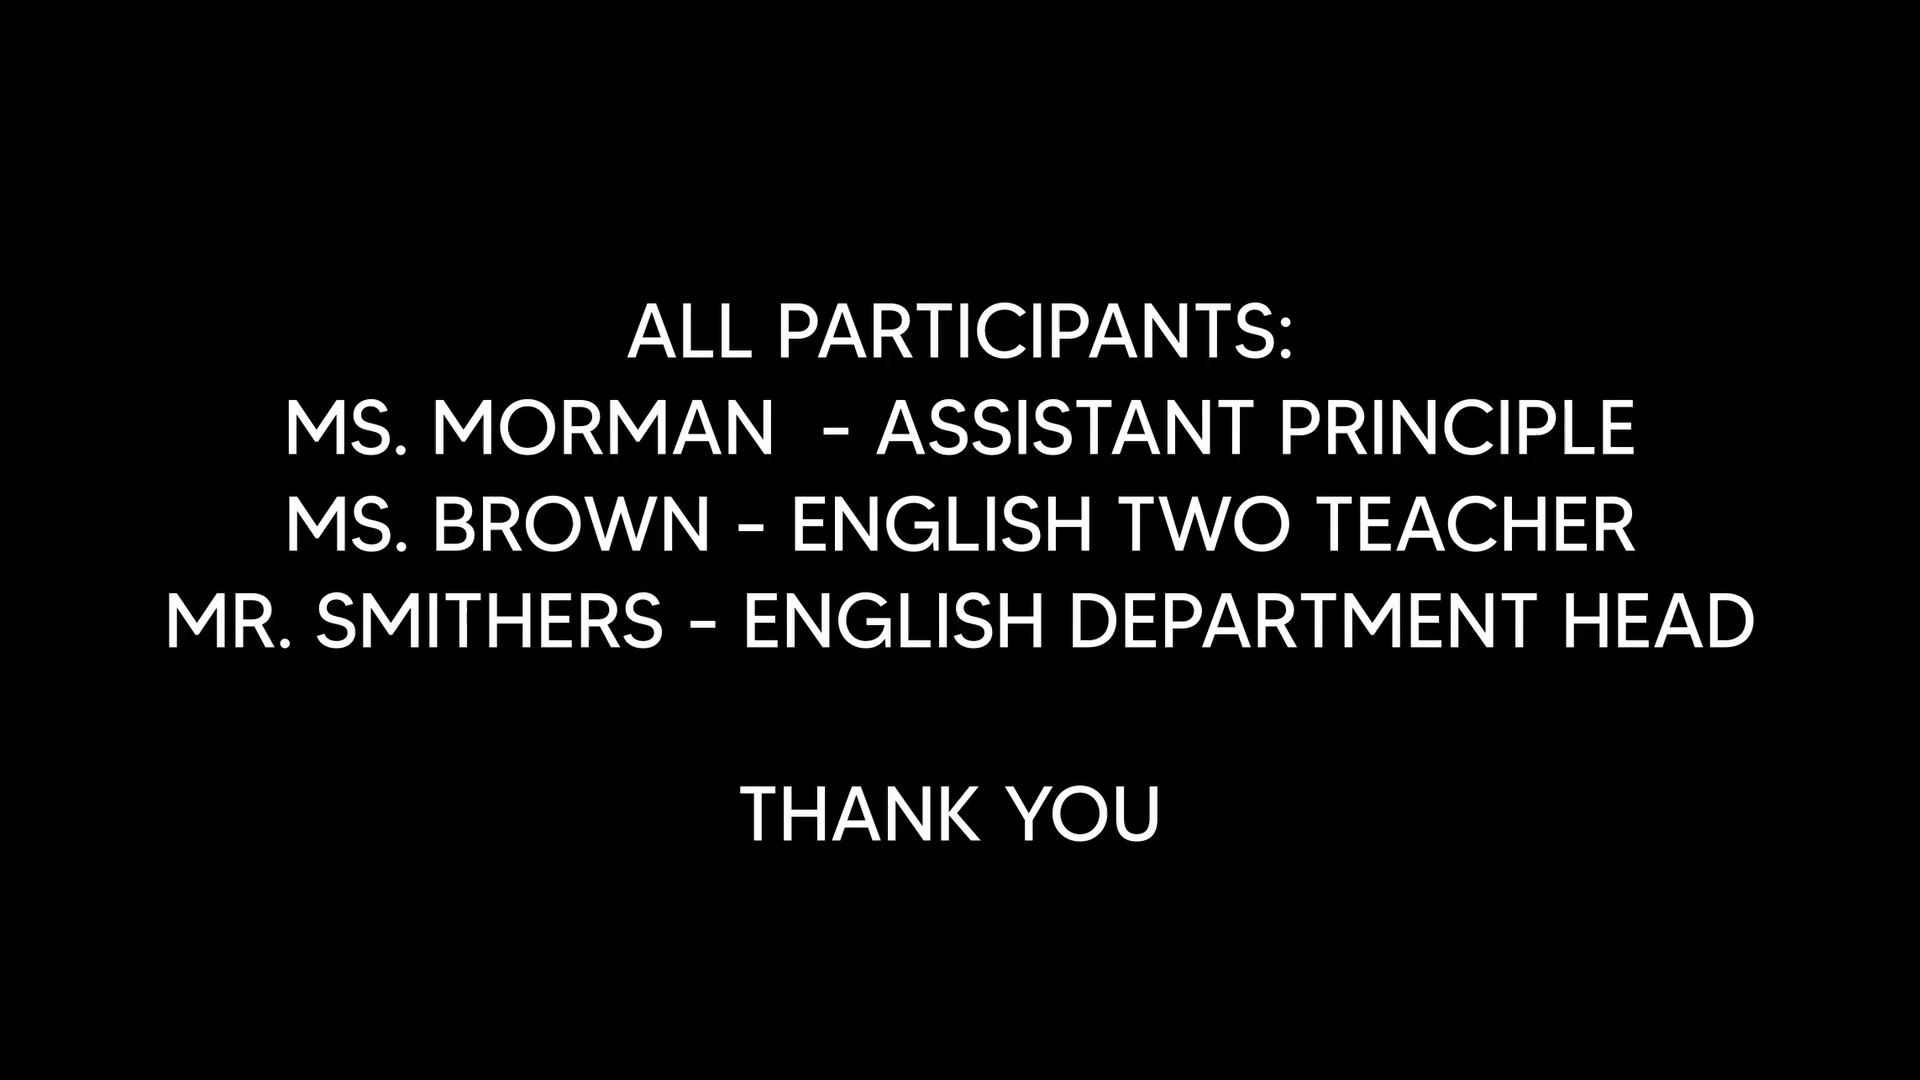 ALL PARTICIPANTS:
MS. MORMAN  - ASSISTANT PRINCIPLE
MS. BROWN - ENGLISH TWO TEACHER
MR. SMITHERS - ENGLISH DEPARTMENT HEAD
THANK YOU